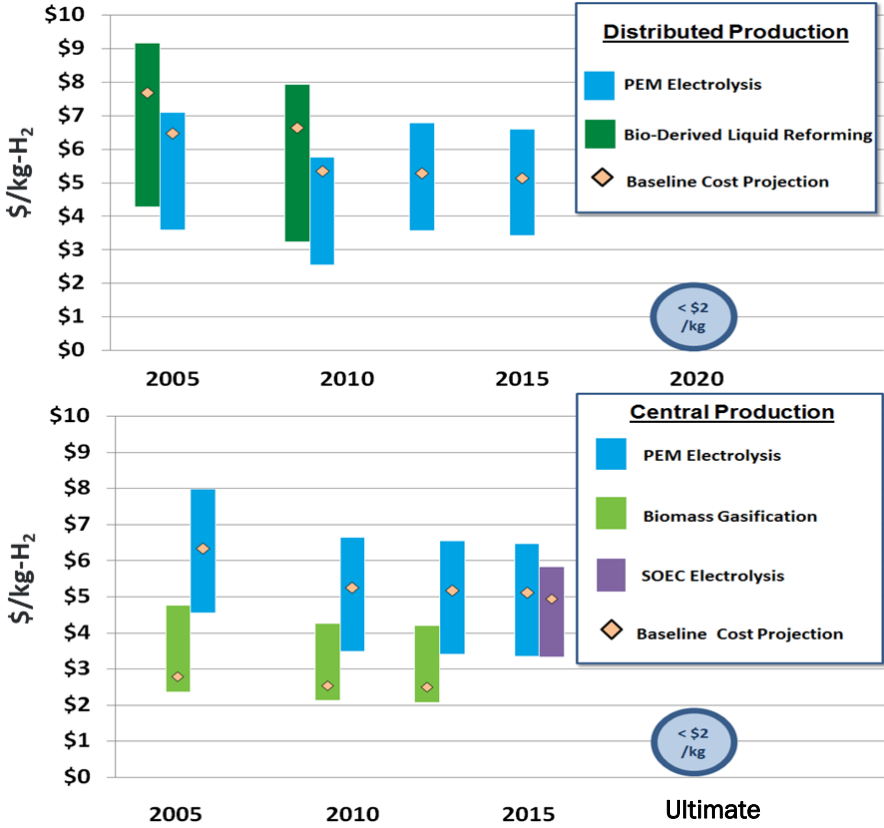 $10
$9
$8
$7
$6
$5
$4
$3
$2
$1
$0
$/kg-H2
2005
2010
2015
2020
Distributed Production
PEM Electrolysis
Bio-Derived Liquid Reforming
Baseline Cost Projection
< $2
/kg
$10
$9
$8
$7
$6
$5
$4
$3
$2
$1
$0
$/kg-H2
2005
2010
2015
Ultimate
Central Production
PEM Electrolysis
Biomass Gasification
SOEC Electrolysis
Baseline Cost Projection
< $2
/kg